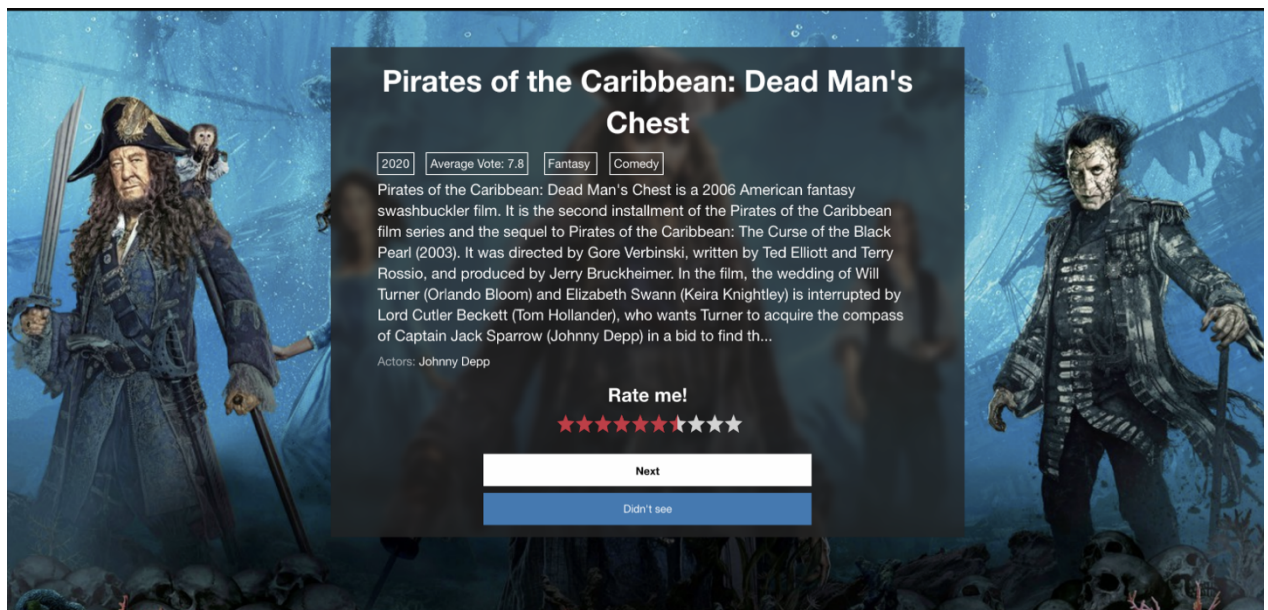 Pirates of the Caribbean: Dead Man's
Chest
2020 Average Vote: 7.8 Fantasy Comedy
Pirates of the Caribbean: Dead Man's Chest is a 2006 American fantasy
swashbuckler film. It is the second installment of the Pirates of the Caribbean
film series and the sequel to Pirates of the Caribbean: The Curse of the Black
Pearl (2003). It was directed by Gore Verbinski, written by Ted Elliott and Terry
Rossio, and produced by Jerry Bruckheimer. In the film, the wedding of Will
Turner (Orlando Bloom) and Elizabeth Swann (Keira Knightley) is interrupted by
Lord Cutler Beckett (Tom Hollander), who wants Turner to acquire the compass
of Captain Jack Sparrow (Johnny Depp) in a bid to find th...
Actors: Johnny Depp
Rate me!
Next
Didn't see